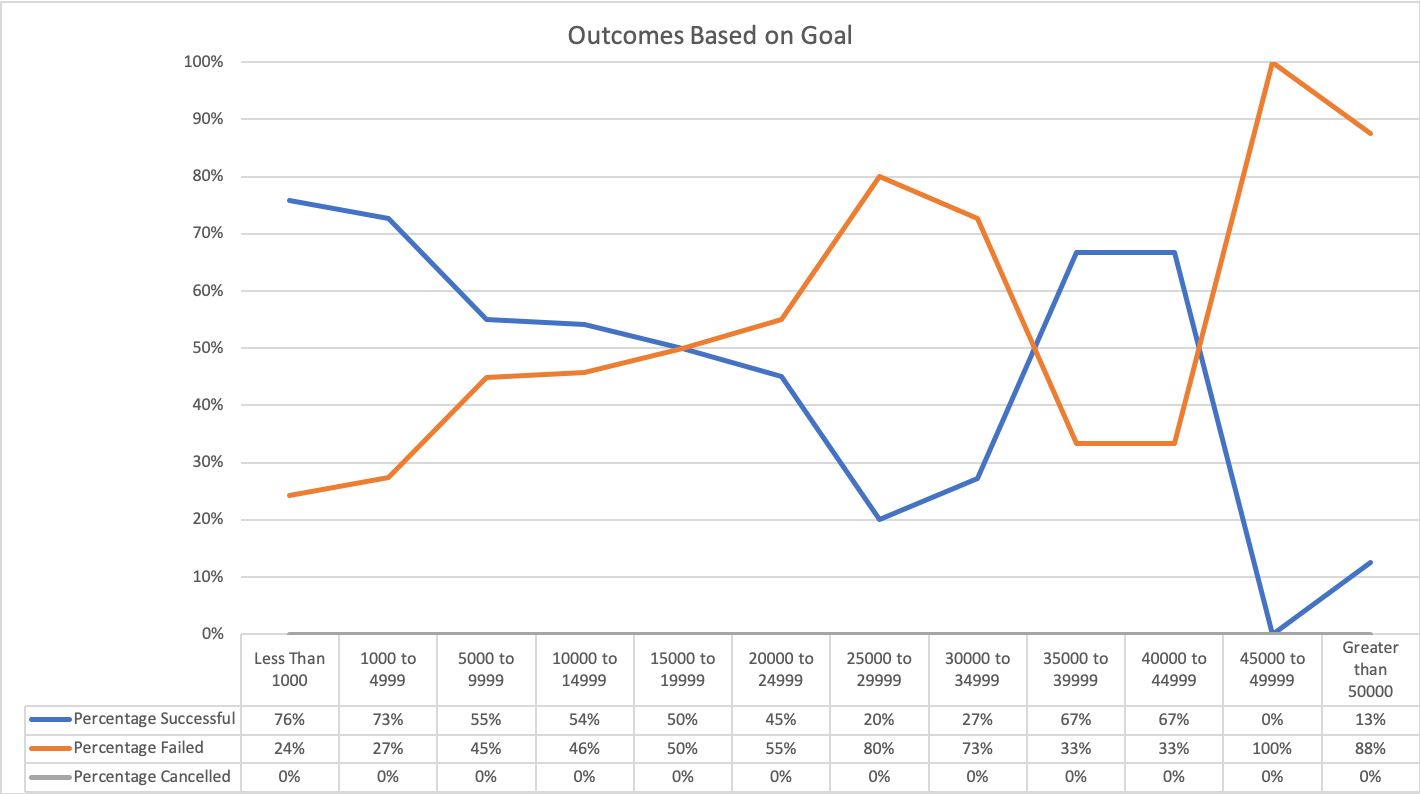 Outcomes Based on Goal
100%
90%
80%
70%
60%
50%
40%
30%
20%
10%
0%
Less Than 1000 1000 to 4999 5000 to 9999 10000 to 14999 15000 to 19999 20000 to 24999 25000 to 29999 30000 to 34999 35000 to 39999 40000 to 44999 45000 to 49999 Greater than 50000
Percentage Successful 76% 73% 55% 54% 50% 45% 20% 27% 67% 67% 0% 13%
Percentage Failed 24% 27% 45% 46% 50% 55% 80% 73% 33% 33% 100% 88%
Percentage Cancelled 0% 0% 0% 0% 0% 0% 0% 0% 0% 0% 0% 0%